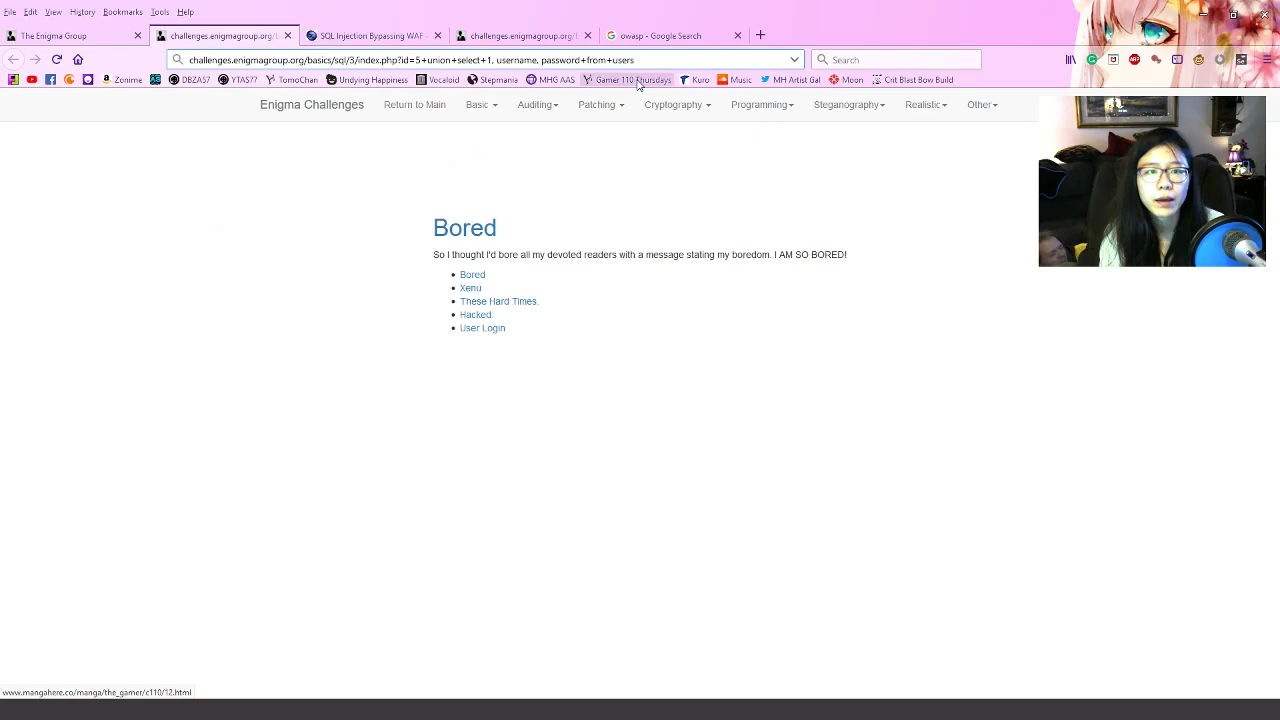 File Edit View History Bookmarks Tools Help
The Enigma Group challenges.enigmagroup.org/ SQL Injection Bypassing WAF - challenges.enigmagroup.org/b owasp - Google Search
challenges.enigmagroup.org/basics/sql/3/index.php?id=5+union+select+1, username, password+from+users Search
Zonime DBZA57 YTAS77 TomoChan Undying Happiness Vocaloid Stepmania MHG AAS Gamer 110 Thursdays Kuro Music MH Artist Gal Moon Crit Blast Bow Build
Enigma Challenges Return to Main Basic Auditing Patching Cryptography Programming Steganography Realistic Other
Bored
So I thought I'd bore all my devoted readers with a message stating my boredom. I AM SO BORED!
Bored
Xenu
These Hard Times.
Hacked.
User Login
www.mangahere.co/manga/the_gamer/c110/12.html